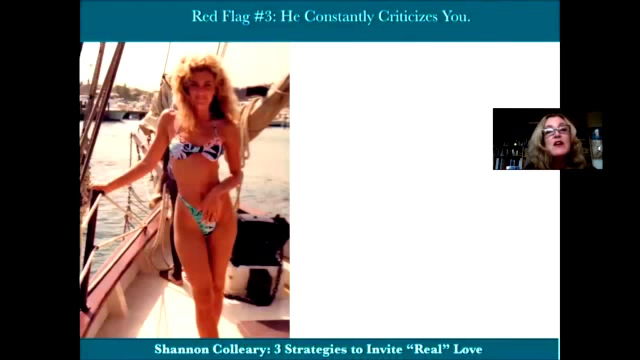 Red Flag #3: He Constantly Criticizes You.
Shannon Colleary: 3 Strategies to Invite “Real” Love